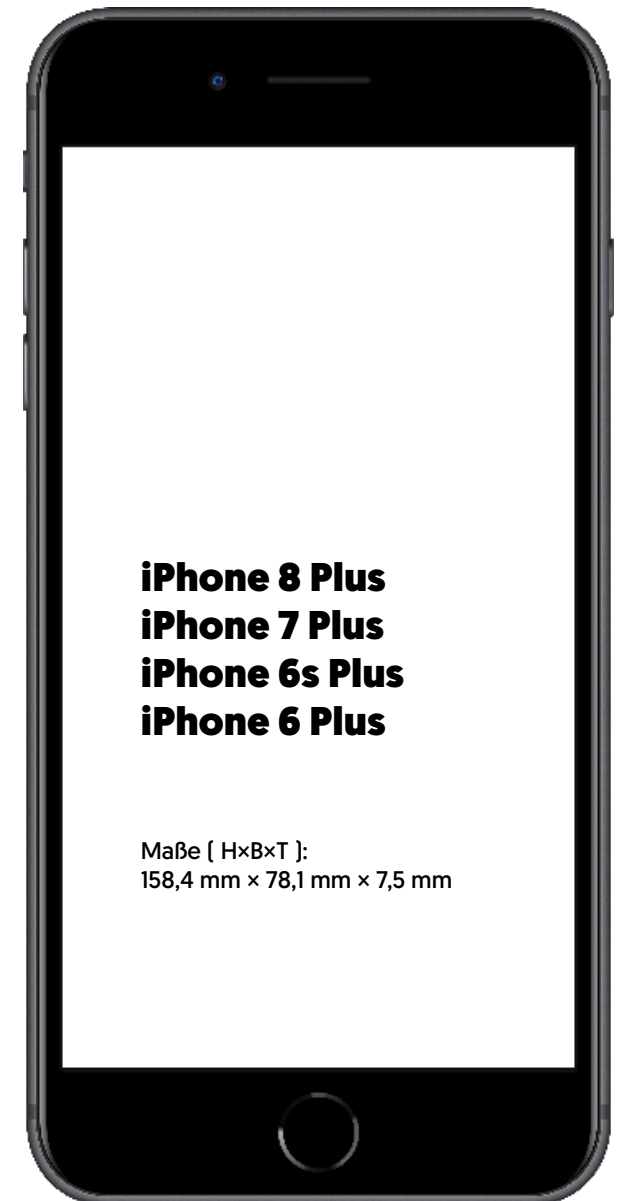 iPhone 8 Plus
iPhone 7 Plus
iPhone 6s Plus
iPhone 6 Plus
Maße ( H×B×T ):
158,4 mm × 78,1 mm × 7,5 mm